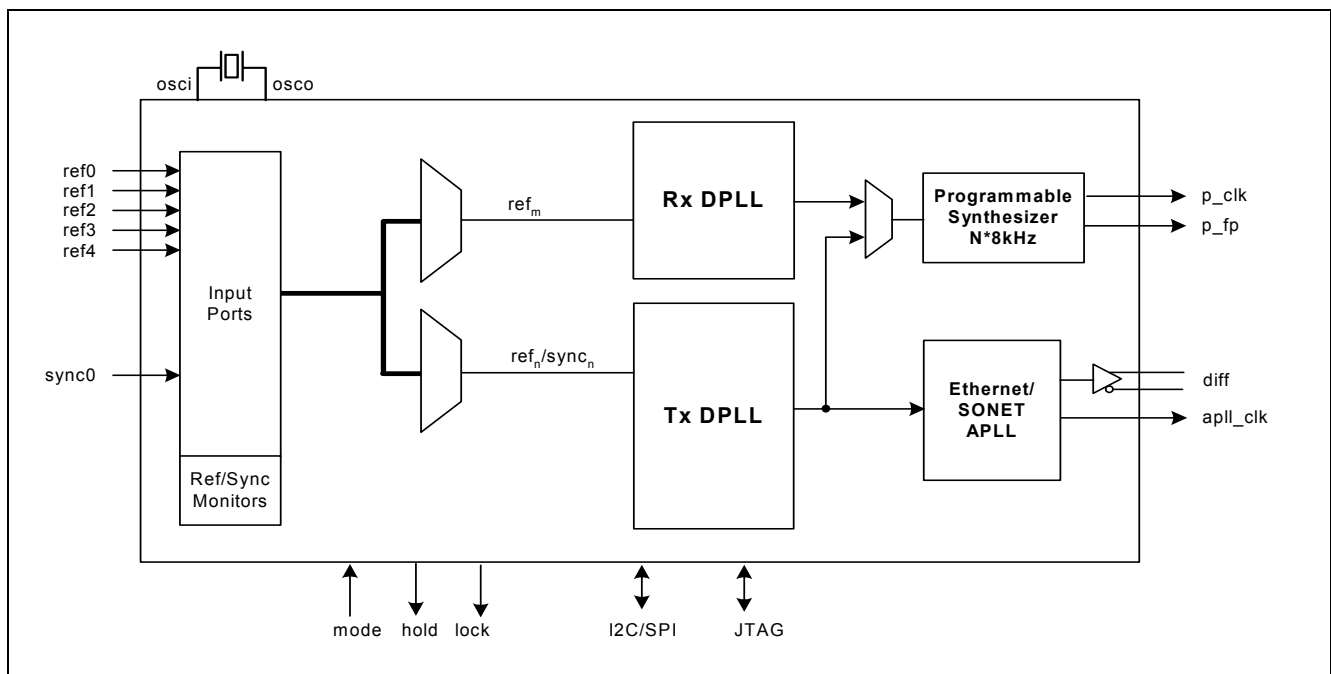 osci
osco
ref0
ref1
ref2
ref3
ref4
sync0
Input
Ports
Ref/Sync
Monitors
refm
refn/syncn
Rx DPLL
Tx DPLL
Programmable
Synthesizer
N*8kHz
Ethernet/
SONET
APLL
p_clk
p_fp
diff
apll_clk
mode
hold
lock
I2C/SPI
JTAG